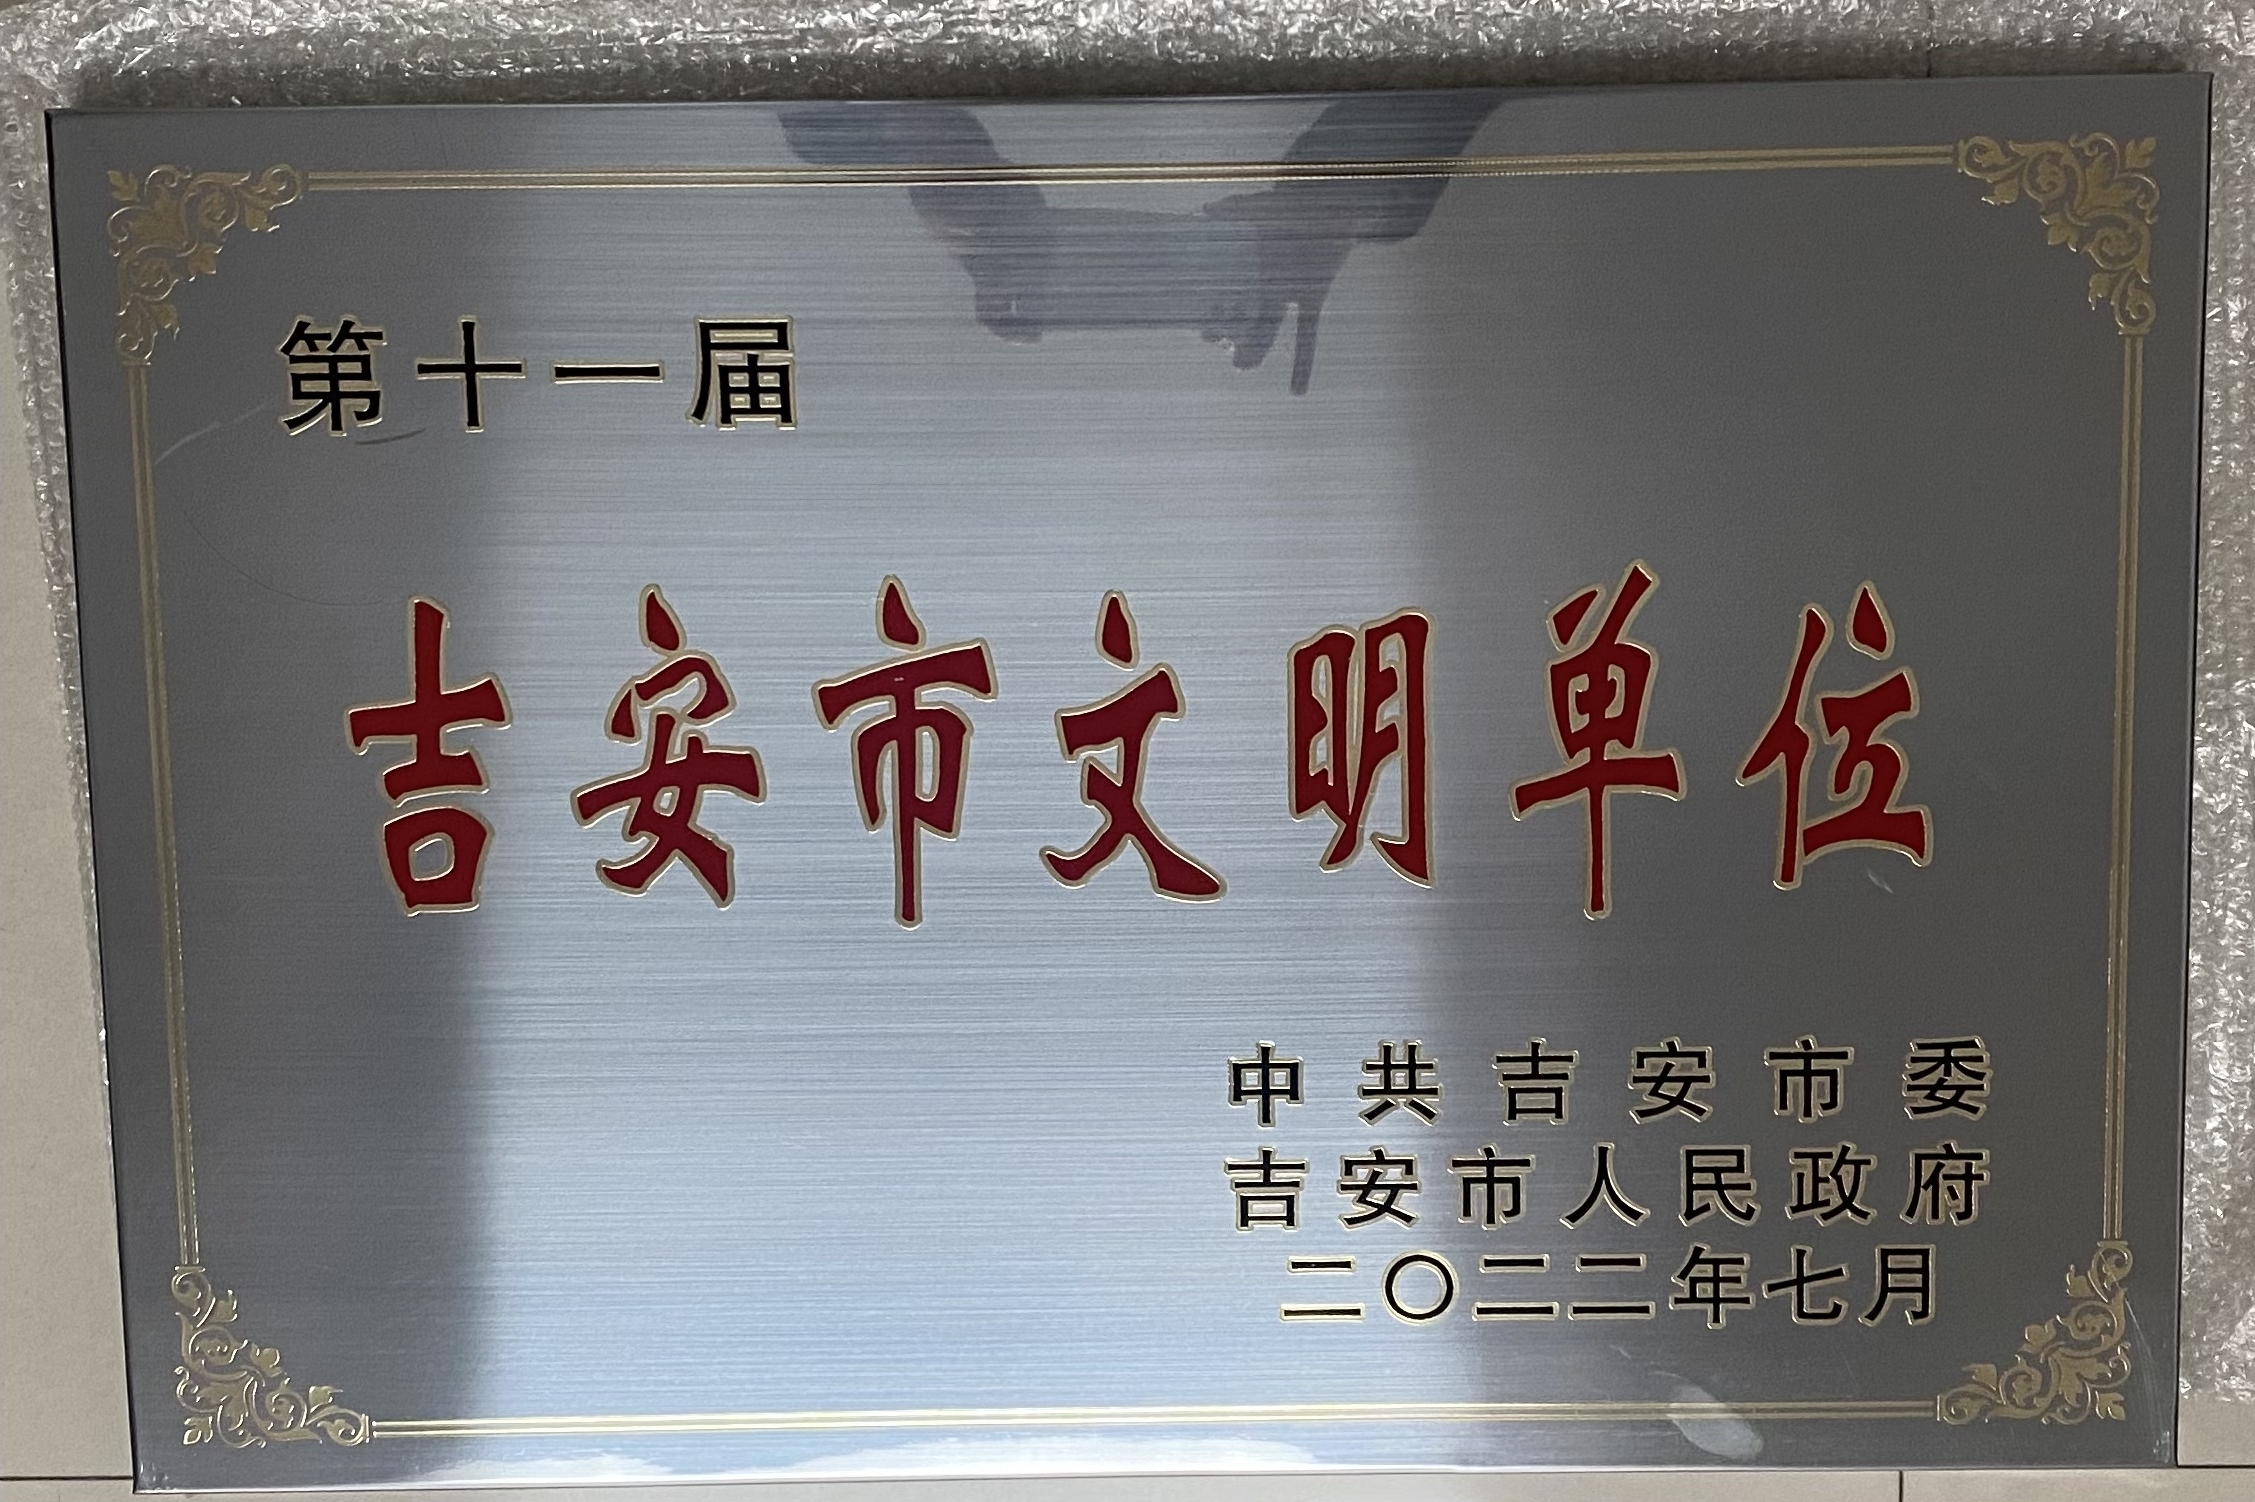 第十一届
吉安市文明单位
中共吉安市委
吉安市人民政府
二〇二二年七月